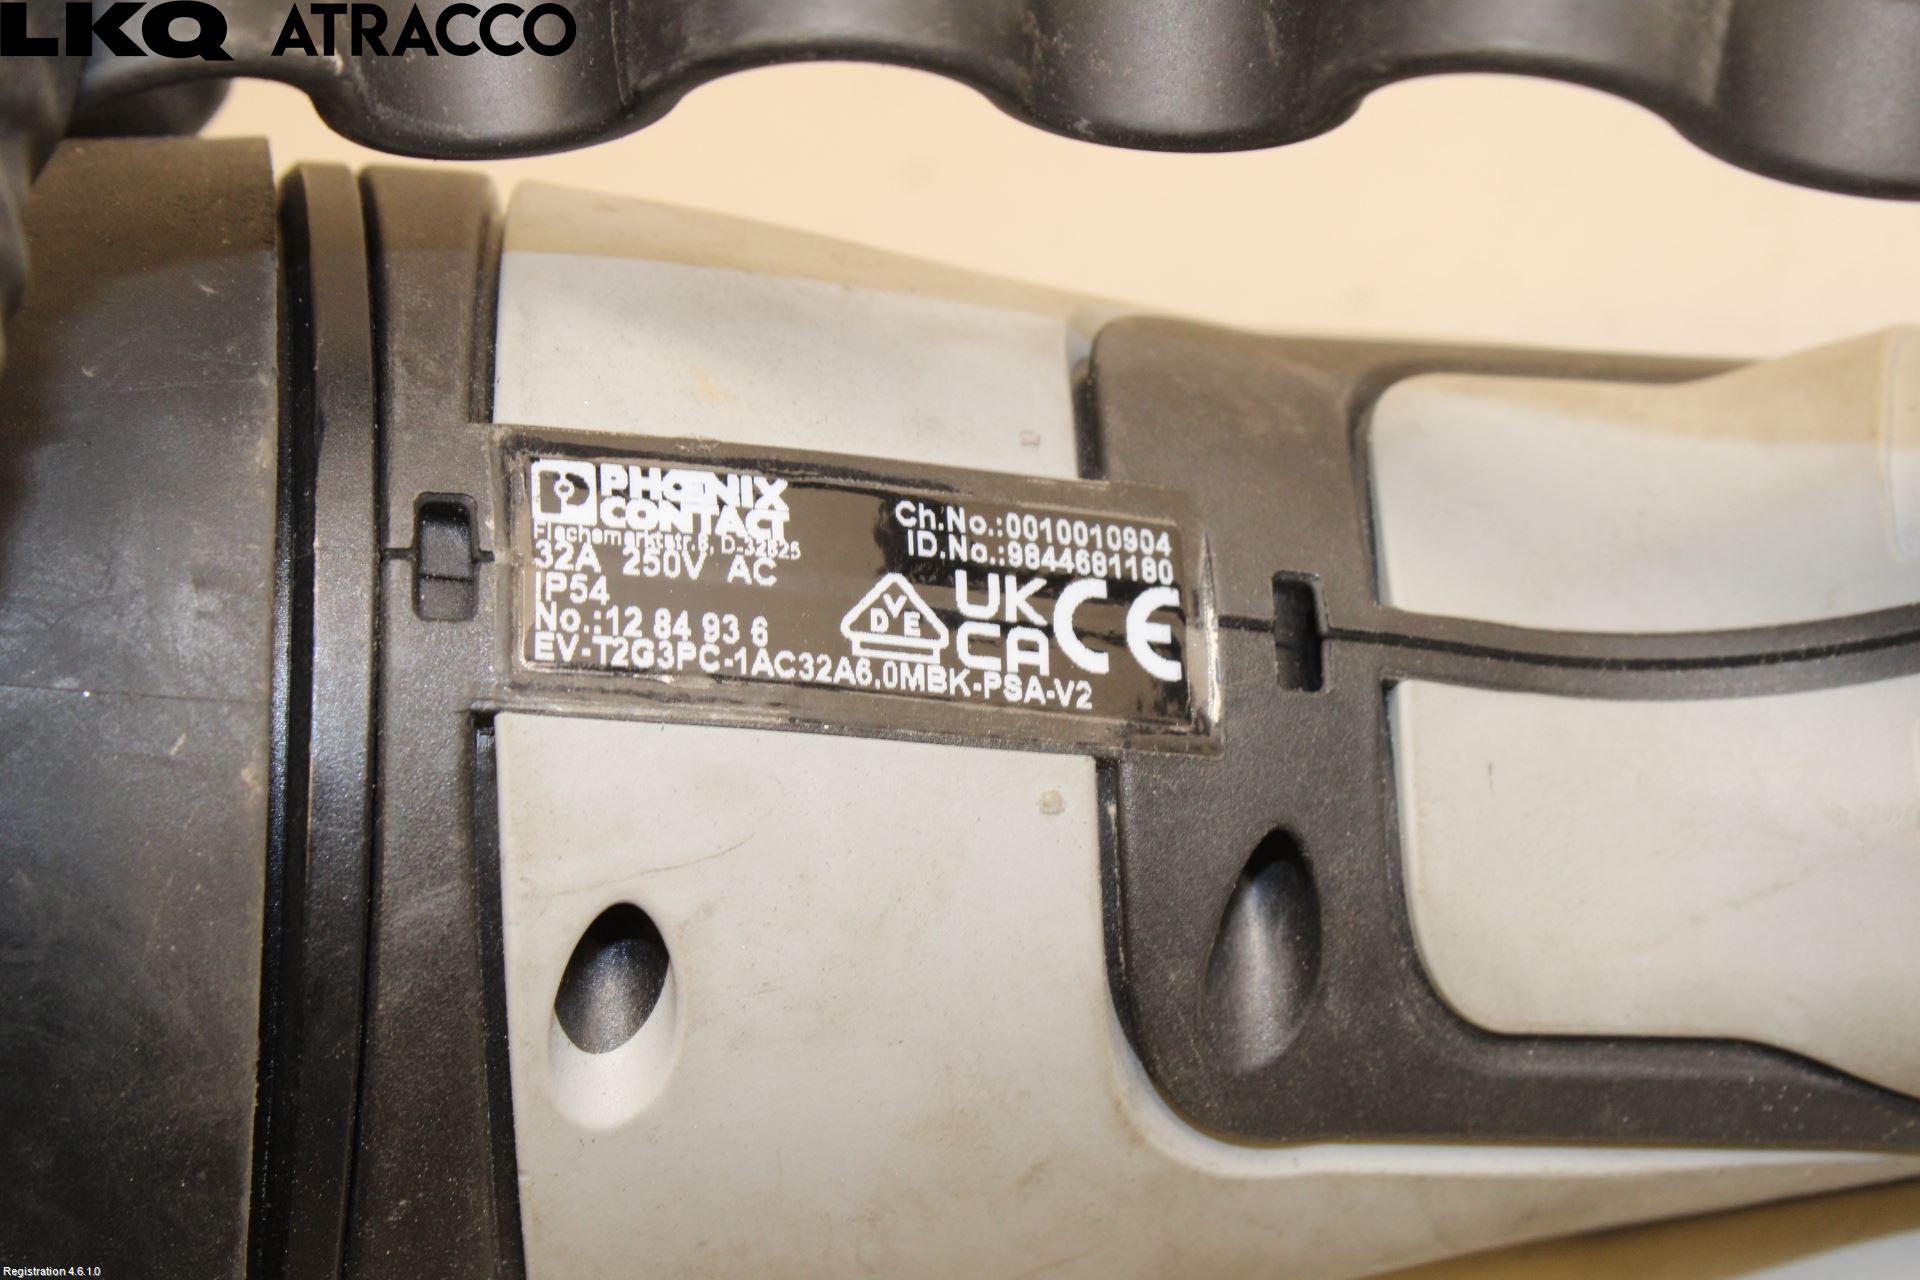 LKQ ATRACCO
PHOENIX
CONTACT
Flachsmarktstr.8, D-32825
32A 250V AC
IP54
No.:12 84 93 6
EV-T2G3PC-1AC32A6,0MBK-PSA-V2
Ch.No.:0010010904
ID.No.:9844681180
DVE
UK
CA
CE
Registration 4.6.1.0